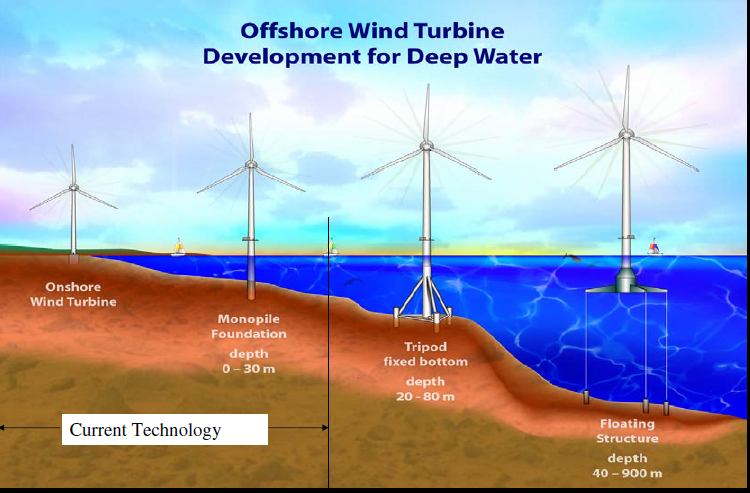 Offshore Wind Turbine
Development for Deep Water
Onshore
Wind Turbine
Monopile
Foundation
depth
0 – 30 m
Tripod
fixed bottom
depth
20 - 80 m
Floating
Structure
depth
40 – 900 m
Current Technology